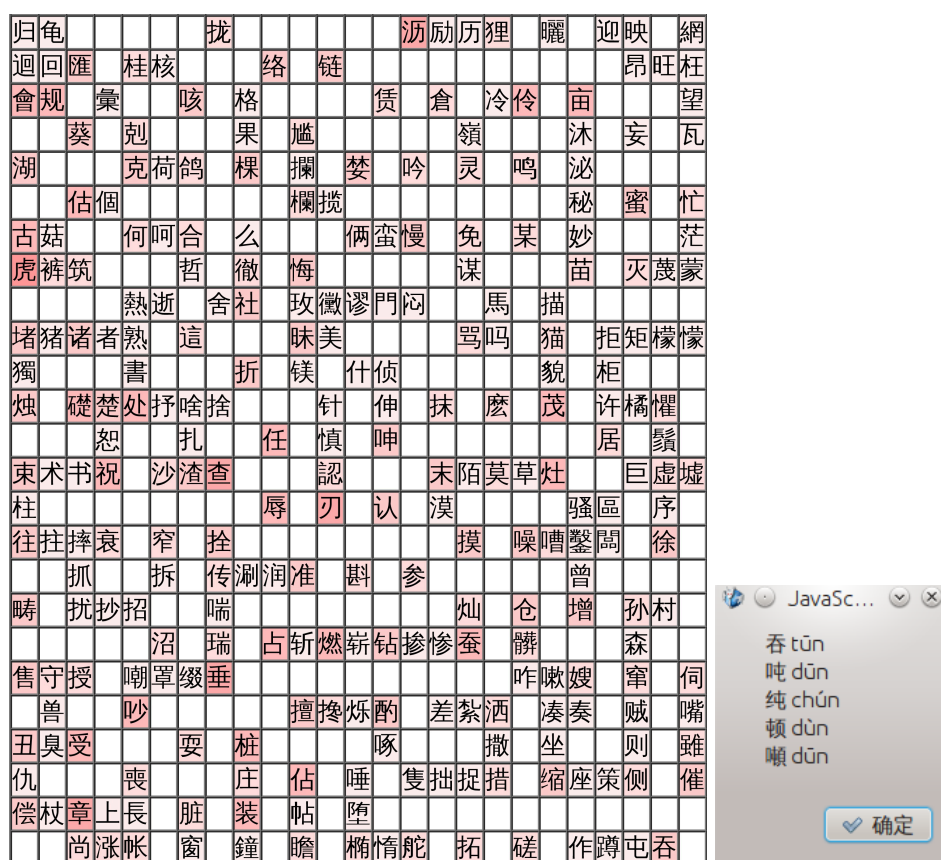 归龟 拢 沥励历狸 曬 迎映 網
迴回匯 桂核 络 链 昂旺枉
會规 彙 咳 格 赁 倉 冷伶 亩 望
葵 剋 果 尴 嶺 沐 妄 瓦
湖 克荷鸽 棵 攔 婪 吟 灵 鸣 泌
估個 欄揽 秘 蜜 忙
古菇 何呵合 么 俩蛮慢 免 某 妙 茫
虎裤筑 哲 徹 悔 谋 苗 灭蔑蒙
熱逝 舍社 玫黴谬門闷 馬 描
堵猪诸者熟 這 昧美 骂吗 猫 拒矩檬懞
獨 書 折 镁 什侦 貌 柜
烛 礎楚处抒啥捨 针 伸 抹 麽 茂 许橘懼
恕 扎 任 慎 呻 居 鬚
束术书祝 沙渣查 認 末陌莫草灶 巨虚墟
柱 辱 刃 认 漠 骚區 序
往拄摔衰 窄 拴 摸 噪嘈鑿闆 徐
抓 拆 传涮润准 斟 参 曾
畴 扰抄招 喘 灿 仓 增 孙村
沼 瑞 占斩燃崭钻掺惨蚕 髒 森
售守授 嘲罩缀垂 咋嗽嫂 窜 伺
兽 吵 擅搀烁酌 差紮洒 凑奏 贼 嘴
丑臭受 耍 桩 啄 撒 坐 则 雖
仇 喪 庄 佔 唾 隻拙捉措 缩座策侧 催
偿杖章上長 脏 装 帖 堕
尚涨帐 窗 鐘 瞻 椭惰舵 拓 磋 作蹲屯吞
JavaSc...
吞 tūn
吨 dūn
纯 chún
顿 dùn
噸 dūn
确定